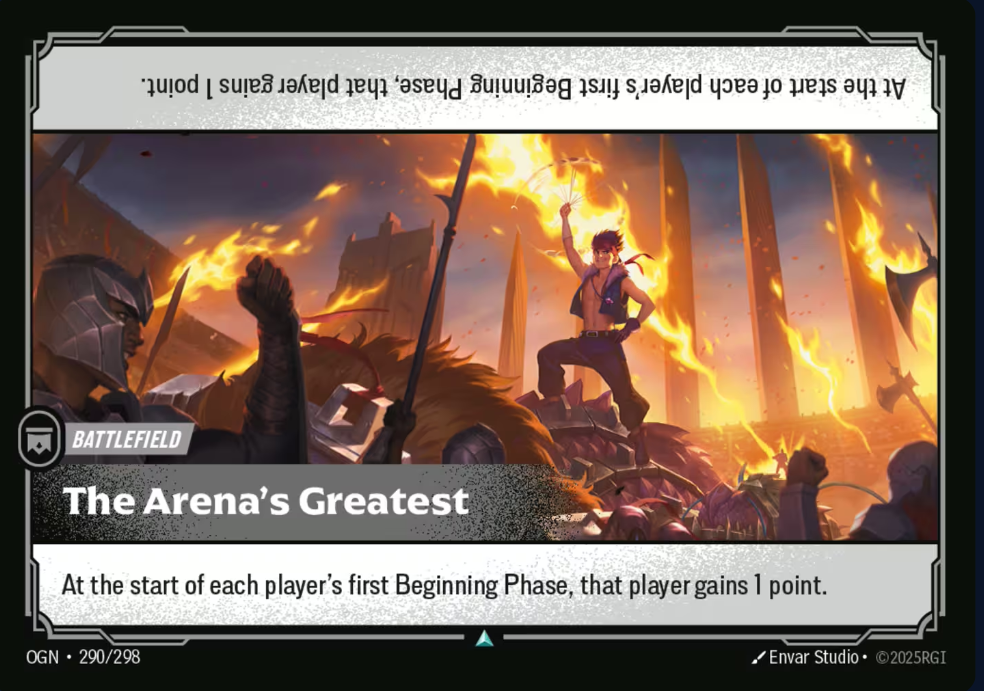 At the start of each player's first Beginning Phase, that player gains 1 point.
BATTLEFIELD
The Arena's Greatest
At the start of each player's first Beginning Phase, that player gains 1 point.
OGN • 290/298
Envar Studio • ©2025RGI